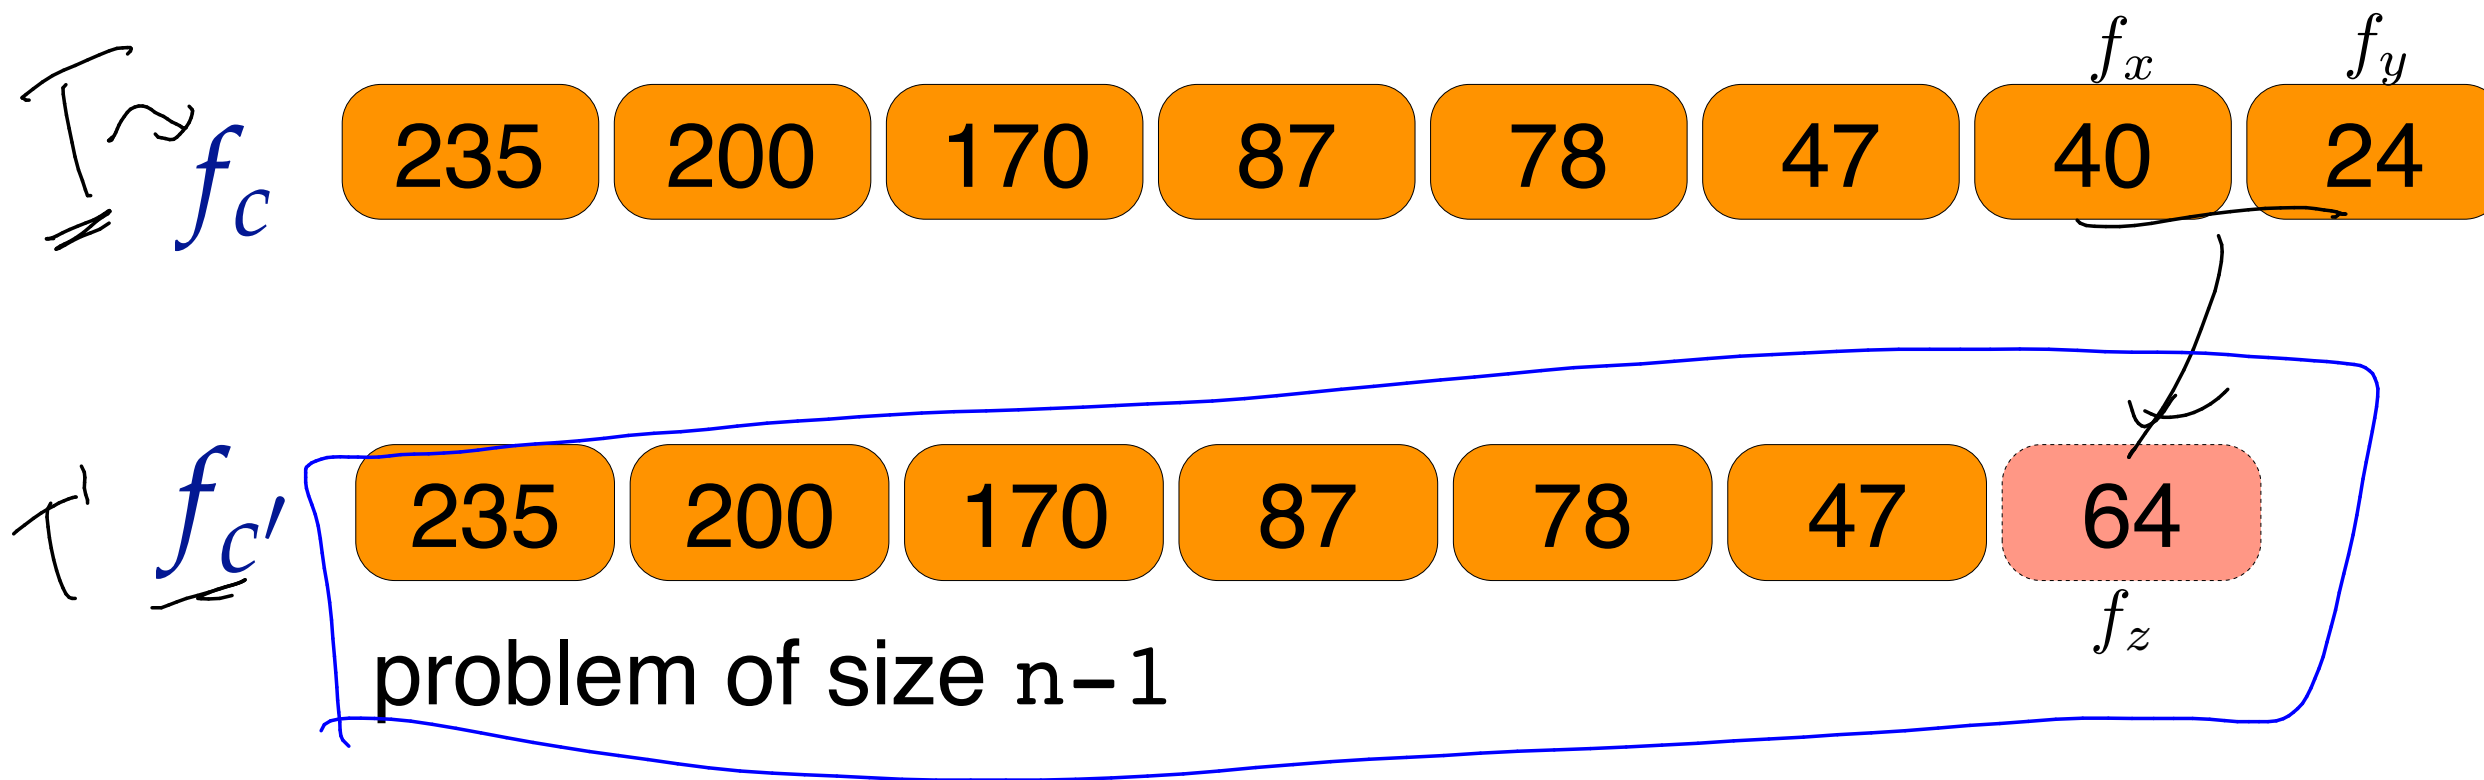 f_x f_y
T ~ f_c 235 200 170 87 78 47 40 24
T' f_c' 235 200 170 87 78 47 64
f_z
problem of size n-1